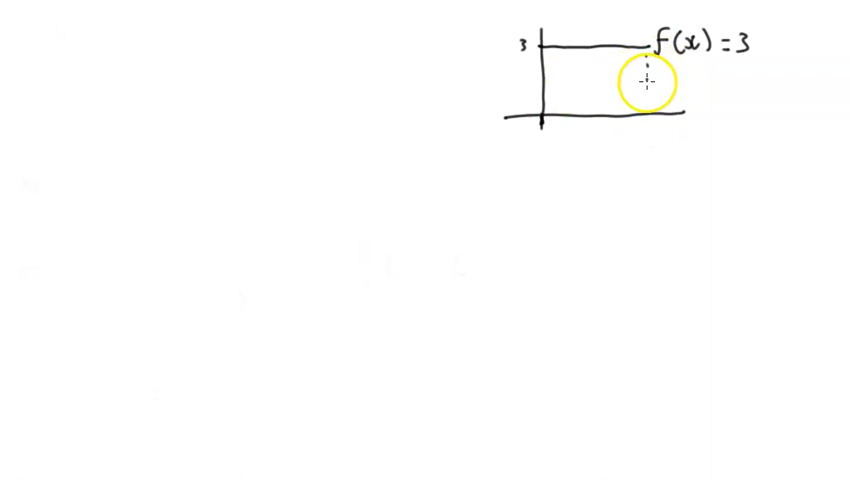 3 f(x) = 3